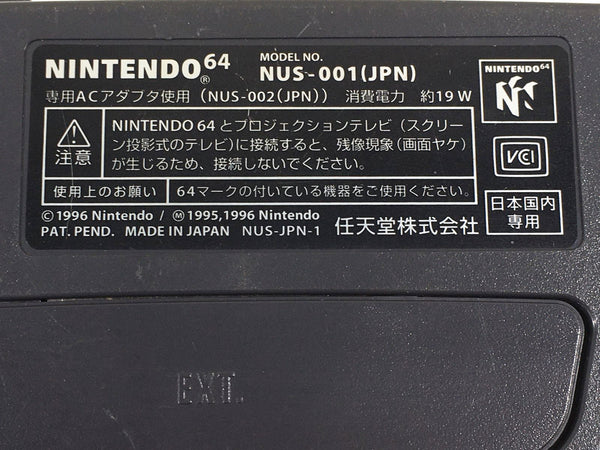 NINTENDO64®
MODEL NO.
NUS-001(JPN)
NINTENDO64
専用ACアダプタ使用（NUS-002(JPN)） 消費電力 約19W
注意
NINTENDO 64 とプロジェクションテレビ（スクリー
ン投影式のテレビ）に接続すると、残像現象（画面ヤケ）
が生じるため、接続しないでください。
VCI
使用上のお願い 64マークの付いている機器をご使用ください。
日本国内
専用
©1996 Nintendo / Ⓜ1995,1996 Nintendo
PAT. PEND. MADE IN JAPAN NUS-JPN-1
任天堂株式会社
EXT.